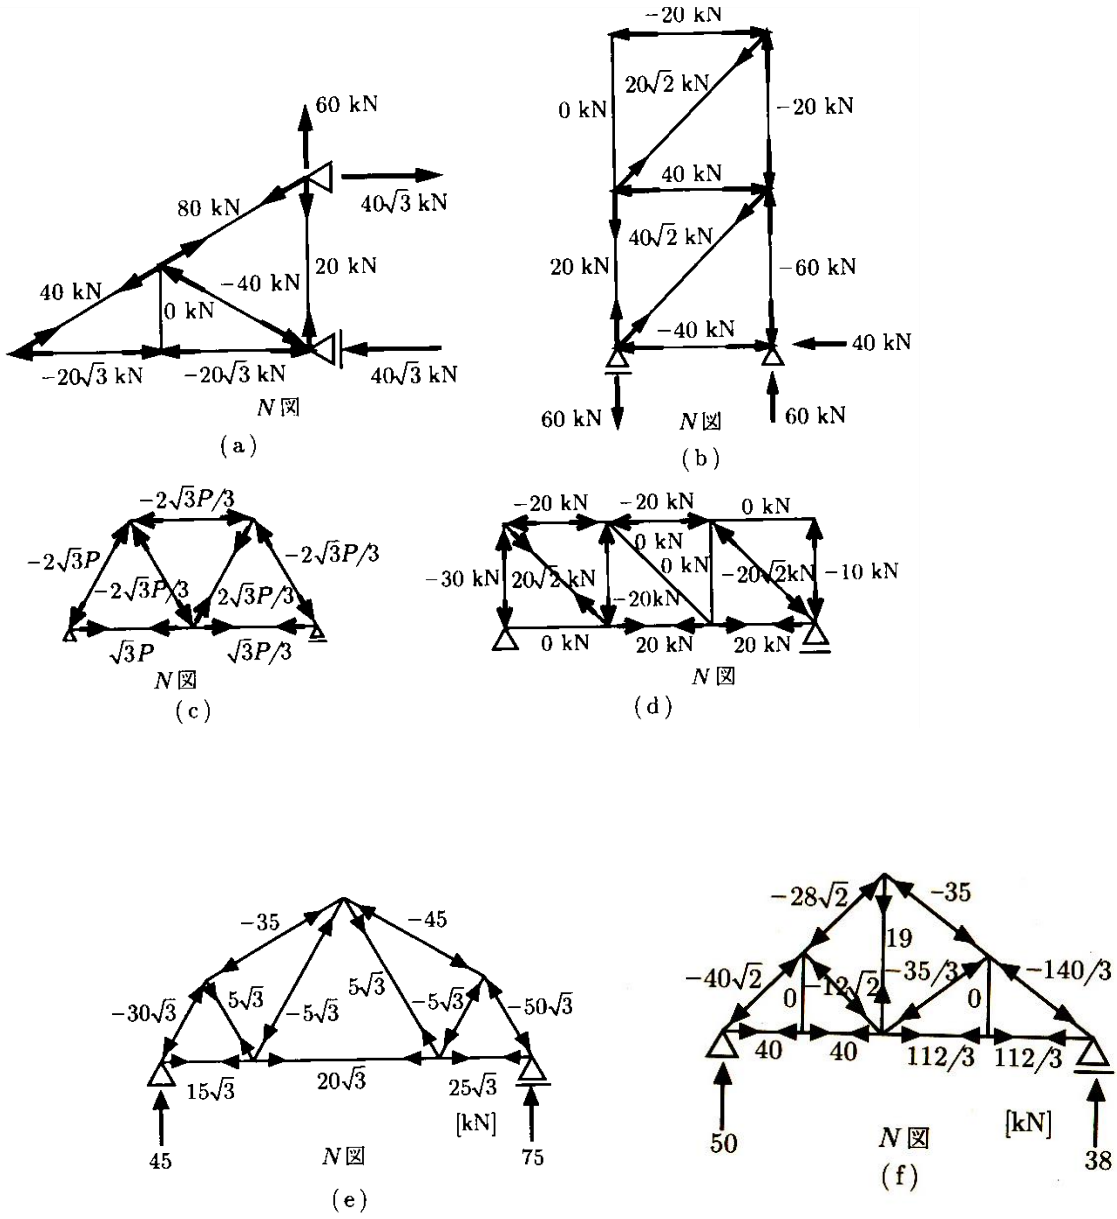 60 kN
40√3 kN
80 kN
20 kN
40 kN
-40 kN
0 kN
-20√3 kN
-20√3 kN
40√3 kN
N図
(a)
-20 kN
20√2 kN
0 kN
-20 kN
40 kN
40√2 kN
20 kN
-60 kN
-40 kN
40 kN
60 kN
60 kN
N図
(b)
-2√3P/3
-2√3P
-2√3P/3
-2√3P/3
2√3P/3
√3P
√3P/3
N図
(c)
-20 kN
-20 kN
0 kN
0 kN
0 kN
-30 kN
20√2 kN
-20√2kN
-10 kN
-20kN
0 kN
20 kN
20 kN
N図
(d)
-35
-45
-30√3
5√3
-5√3
5√3
-5√3
-50√3
15√3
20√3
25√3
[kN]
45
75
N図
(e)
-28√2
-35
19
-40√2
-12√2
-35/3
-140/3
0
0
40
40
112/3
112/3
[kN]
50
38
N図
(f)